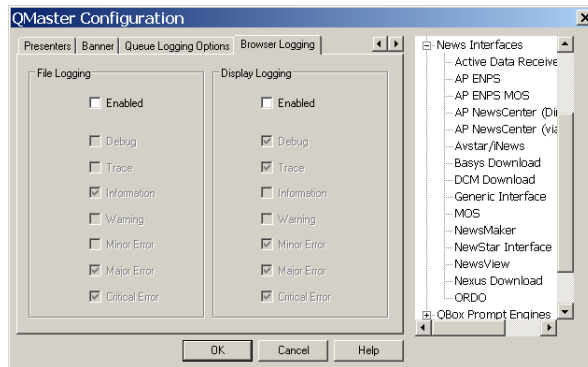 QMaster Configuration
Presenters Banner Queue Logging Options Browser Logging
File Logging
Enabled
Debug
Trace
Information
Warning
Minor Error
Major Error
Critical Error
Display Logging
Enabled
Debug
Trace
Information
Warning
Minor Error
Major Error
Critical Error
OK Cancel Help
News Interfaces
Active Data Receive
AP ENPS
AP ENPS MOS
AP NewsCenter (Dir
AP NewsCenter (via
Avstar/iNews
Basys Download
DCM Download
Generic Interface
MOS
NewsMaker
NewStar Interface
NewsView
Nexus Download
ORDO
QBox Prompt Engines